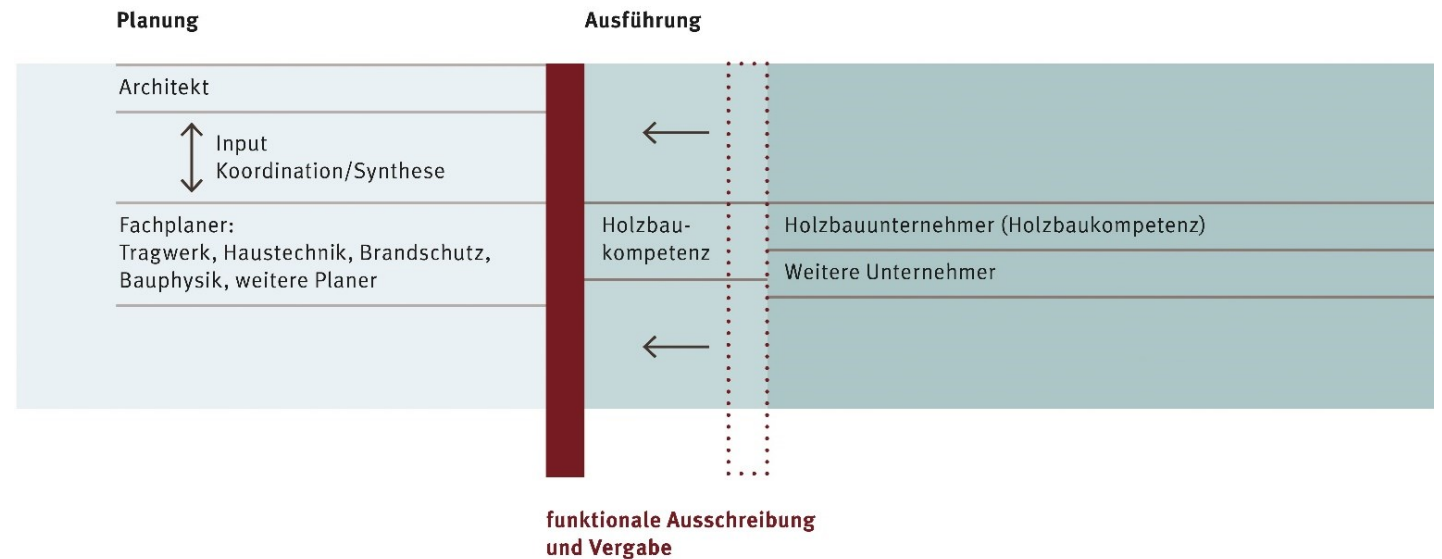 Planung
Ausführung
Architekt
Input
Koordination/Synthese
Fachplaner:
Tragwerk, Haustechnik, Brandschutz,
Bauphysik, weitere Planer
Holzbau-
kompetenz
Holzbauunternehmer (Holzbaukompetenz)
Weitere Unternehmer
funktionale Ausschreibung
und Vergabe